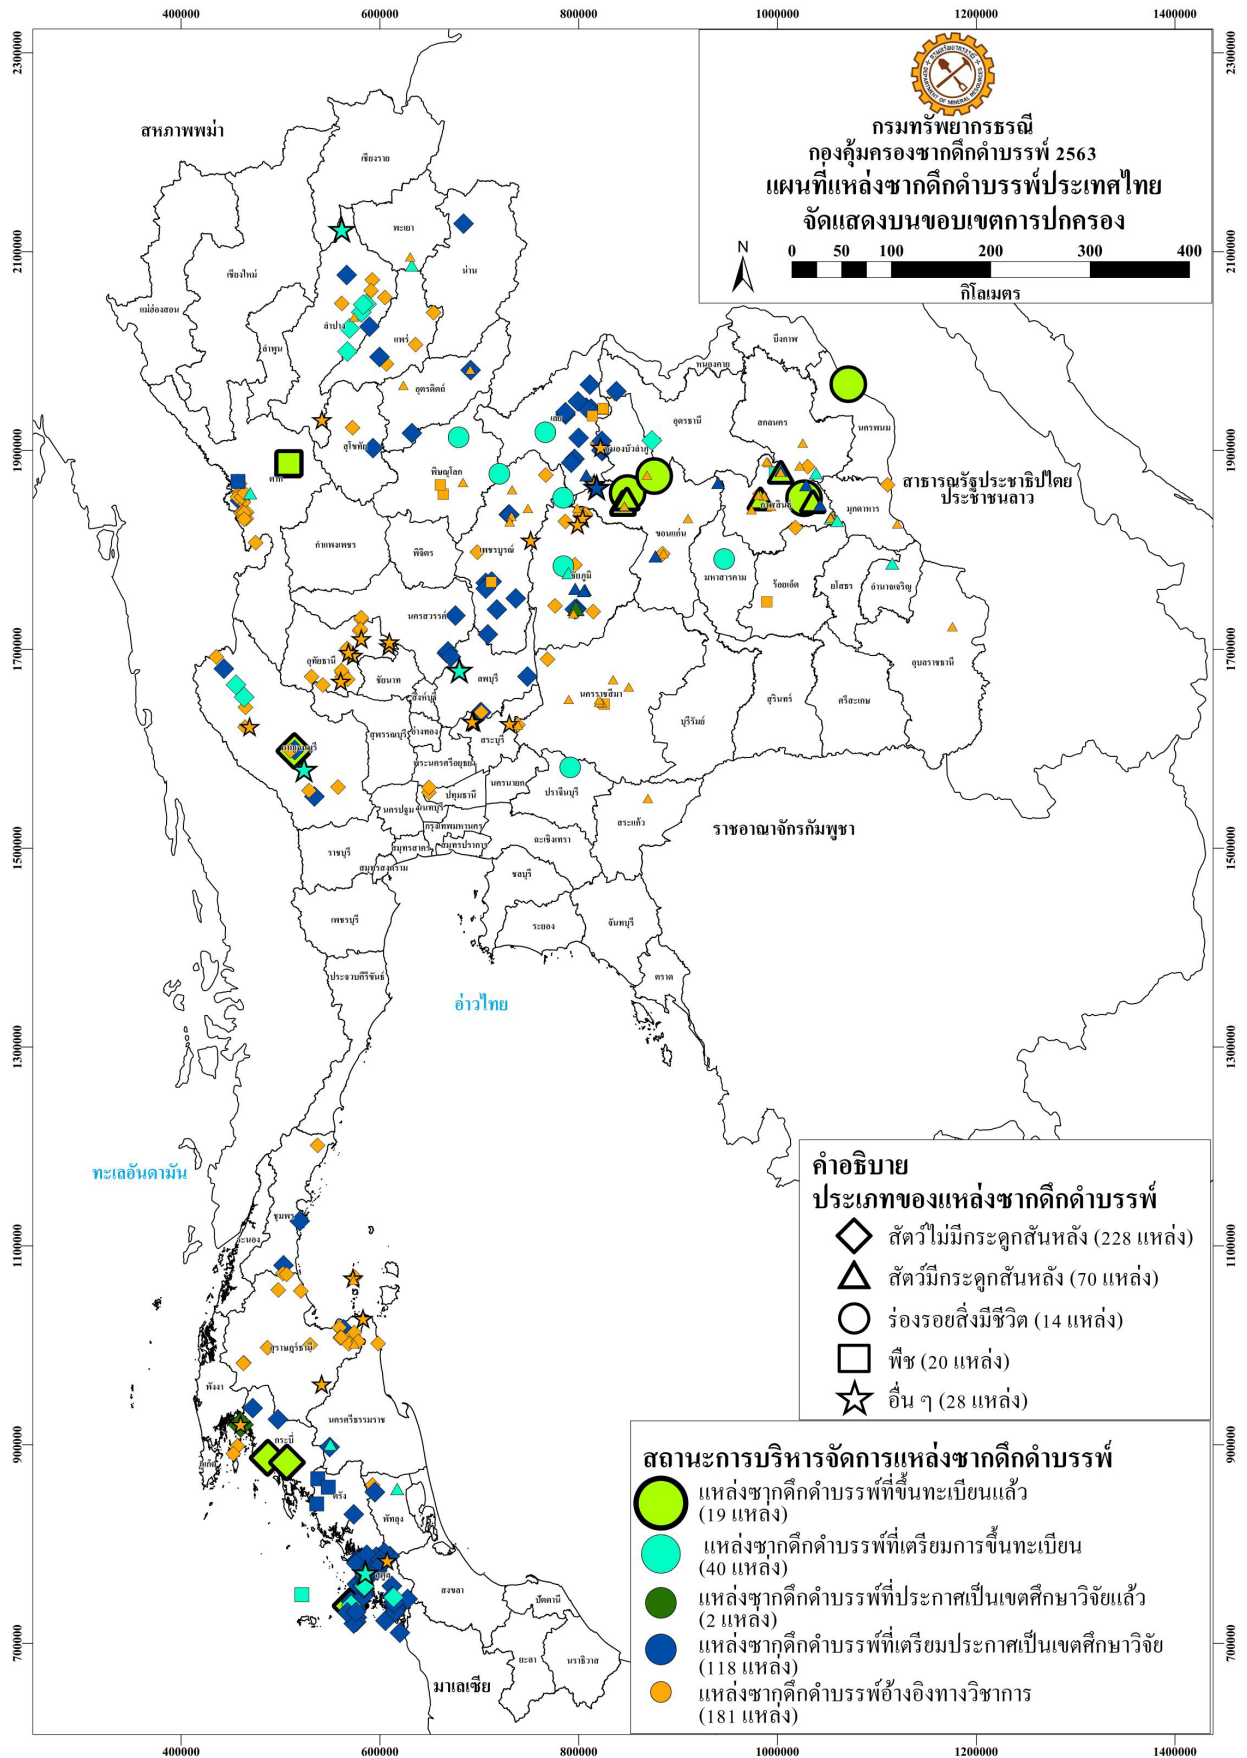 400000
600000
800000
1000000
1200000
1400000
2300000
2100000
1900000
1700000
1500000
1300000
1100000
900000
700000
2300000
2100000
1900000
1700000
1500000
1300000
1100000
900000
700000
กรมทรัพยากรธรณี
DEPARTMENT OF MINERAL RESOURCES
กรมทรัพยากรธรณี
กองคุ้มครองซากดึกดำบรรพ์ 2563
แผนที่แหล่งซากดึกดำบรรพ์ประเทศไทย
จัดแสดงบนขอบเขตการปกครอง
N
0 50 100 200 300 400
กิโลเมตร
สหภาพพม่า
เชียงราย
พะเยา
น่าน
เชียงใหม่
แม่ฮ่องสอน
ลำปาง
ลำพูน
แพร่
อุตรดิตถ์
บึงกาฬ
หนองคาย
เลย
อุดรธานี
สกลนคร
นครพนม
สุโขทัย
หนองบัวลำภู
พิษณุโลก
ตาก
สาธารณรัฐประชาธิปไตย
ประชาชนลาว
กาฬสินธุ์
มุกดาหาร
กำแพงเพชร
พิจิตร
เพชรบูรณ์
ขอนแก่น
ชัยภูมิ
มหาสารคาม
ร้อยเอ็ด
ยโสธร
อำนาจเจริญ
นครสวรรค์
อุทัยธานี
ชัยนาท
ลพบุรี
อุบลราชธานี
สิงห์บุรี
นครราชสีมา
บุรีรัมย์
สุรินทร์
ศรีสะเกษ
สุพรรณบุรี
อ่างทอง
สระบุรี
กาญจนบุรี
พระนครศรีอยุธยา
นครนายก
ปราจีนบุรี
ปทุมธานี
นครปฐม
นนทบุรี
สระแก้ว
กรุงเทพมหานคร
ฉะเชิงเทรา
ราชอาณาจักรกัมพูชา
ราชบุรี
สมุทรสาคร
สมุทรปราการ
สมุทรสงคราม
ชลบุรี
เพชรบุรี
ระยอง
จันทบุรี
ประจวบคีรีขันธ์
ตราด
อ่าวไทย
ทะเลอันดามัน
ชุมพร
ระนอง
สุราษฎร์ธานี
พังงา
นครศรีธรรมราช
กระบี่
ภูเก็ต
ตรัง
พัทลุง
สตูล
สงขลา
ปัตตานี
ยะลา
นราธิวาส
มาเลเซีย
คำอธิบาย
ประเภทของแหล่งซากดึกดำบรรพ์
สัตว์ไม่มีกระดูกสันหลัง (228 แหล่ง)
สัตว์มีกระดูกสันหลัง (70 แหล่ง)
ร่องรอยสิ่งมีชีวิต (14 แหล่ง)
พืช (20 แหล่ง)
อื่น ๆ (28 แหล่ง)
สถานะการบริหารจัดการแหล่งซากดึกดำบรรพ์
แหล่งซากดึกดำบรรพ์ที่ขึ้นทะเบียนแล้ว
(19 แหล่ง)
แหล่งซากดึกดำบรรพ์ที่เตรียมการขึ้นทะเบียน
(40 แหล่ง)
แหล่งซากดึกดำบรรพ์ที่ประกาศเป็นเขตศึกษาวิจัยแล้ว
(2 แหล่ง)
แหล่งซากดึกดำบรรพ์ที่เตรียมประกาศเป็นเขตศึกษาวิจัย
(118 แหล่ง)
แหล่งซากดึกดำบรรพ์อ้างอิงทางวิชาการ
(181 แหล่ง)
400000
600000
800000
1000000
1200000
1400000